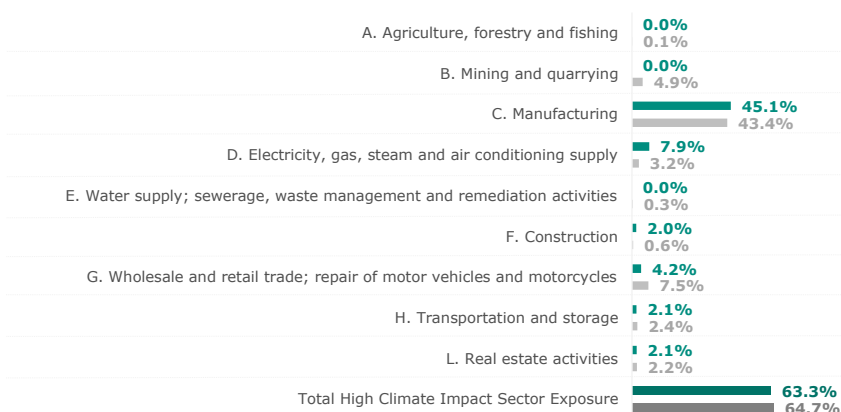 A. Agriculture, forestry and fishing
0.0%
0.1%
B. Mining and quarrying
0.0%
4.9%
C. Manufacturing
45.1%
43.4%
D. Electricity, gas, steam and air conditioning supply
7.9%
3.2%
E. Water supply; sewerage, waste management and remediation activities
0.0%
0.3%
F. Construction
2.0%
0.6%
G. Wholesale and retail trade; repair of motor vehicles and motorcycles
4.2%
7.5%
H. Transportation and storage
2.1%
2.4%
L. Real estate activities
2.1%
2.2%
Total High Climate Impact Sector Exposure
63.3%
64.7%